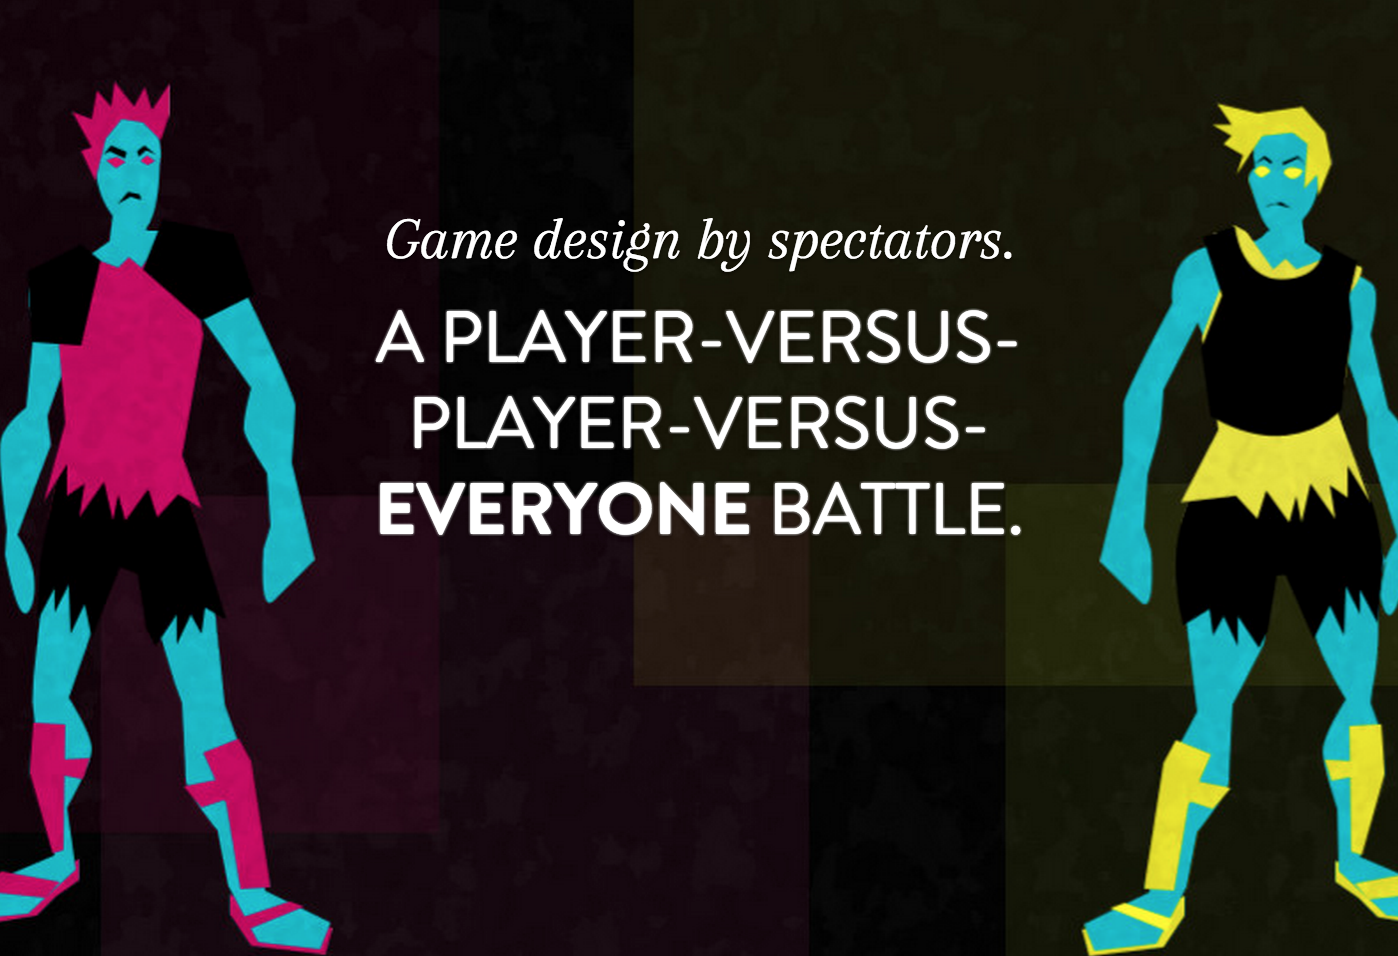 Game design by spectators.
A PLAYER-VERSUS-
PLAYER-VERSUS-
EVERYONE BATTLE.